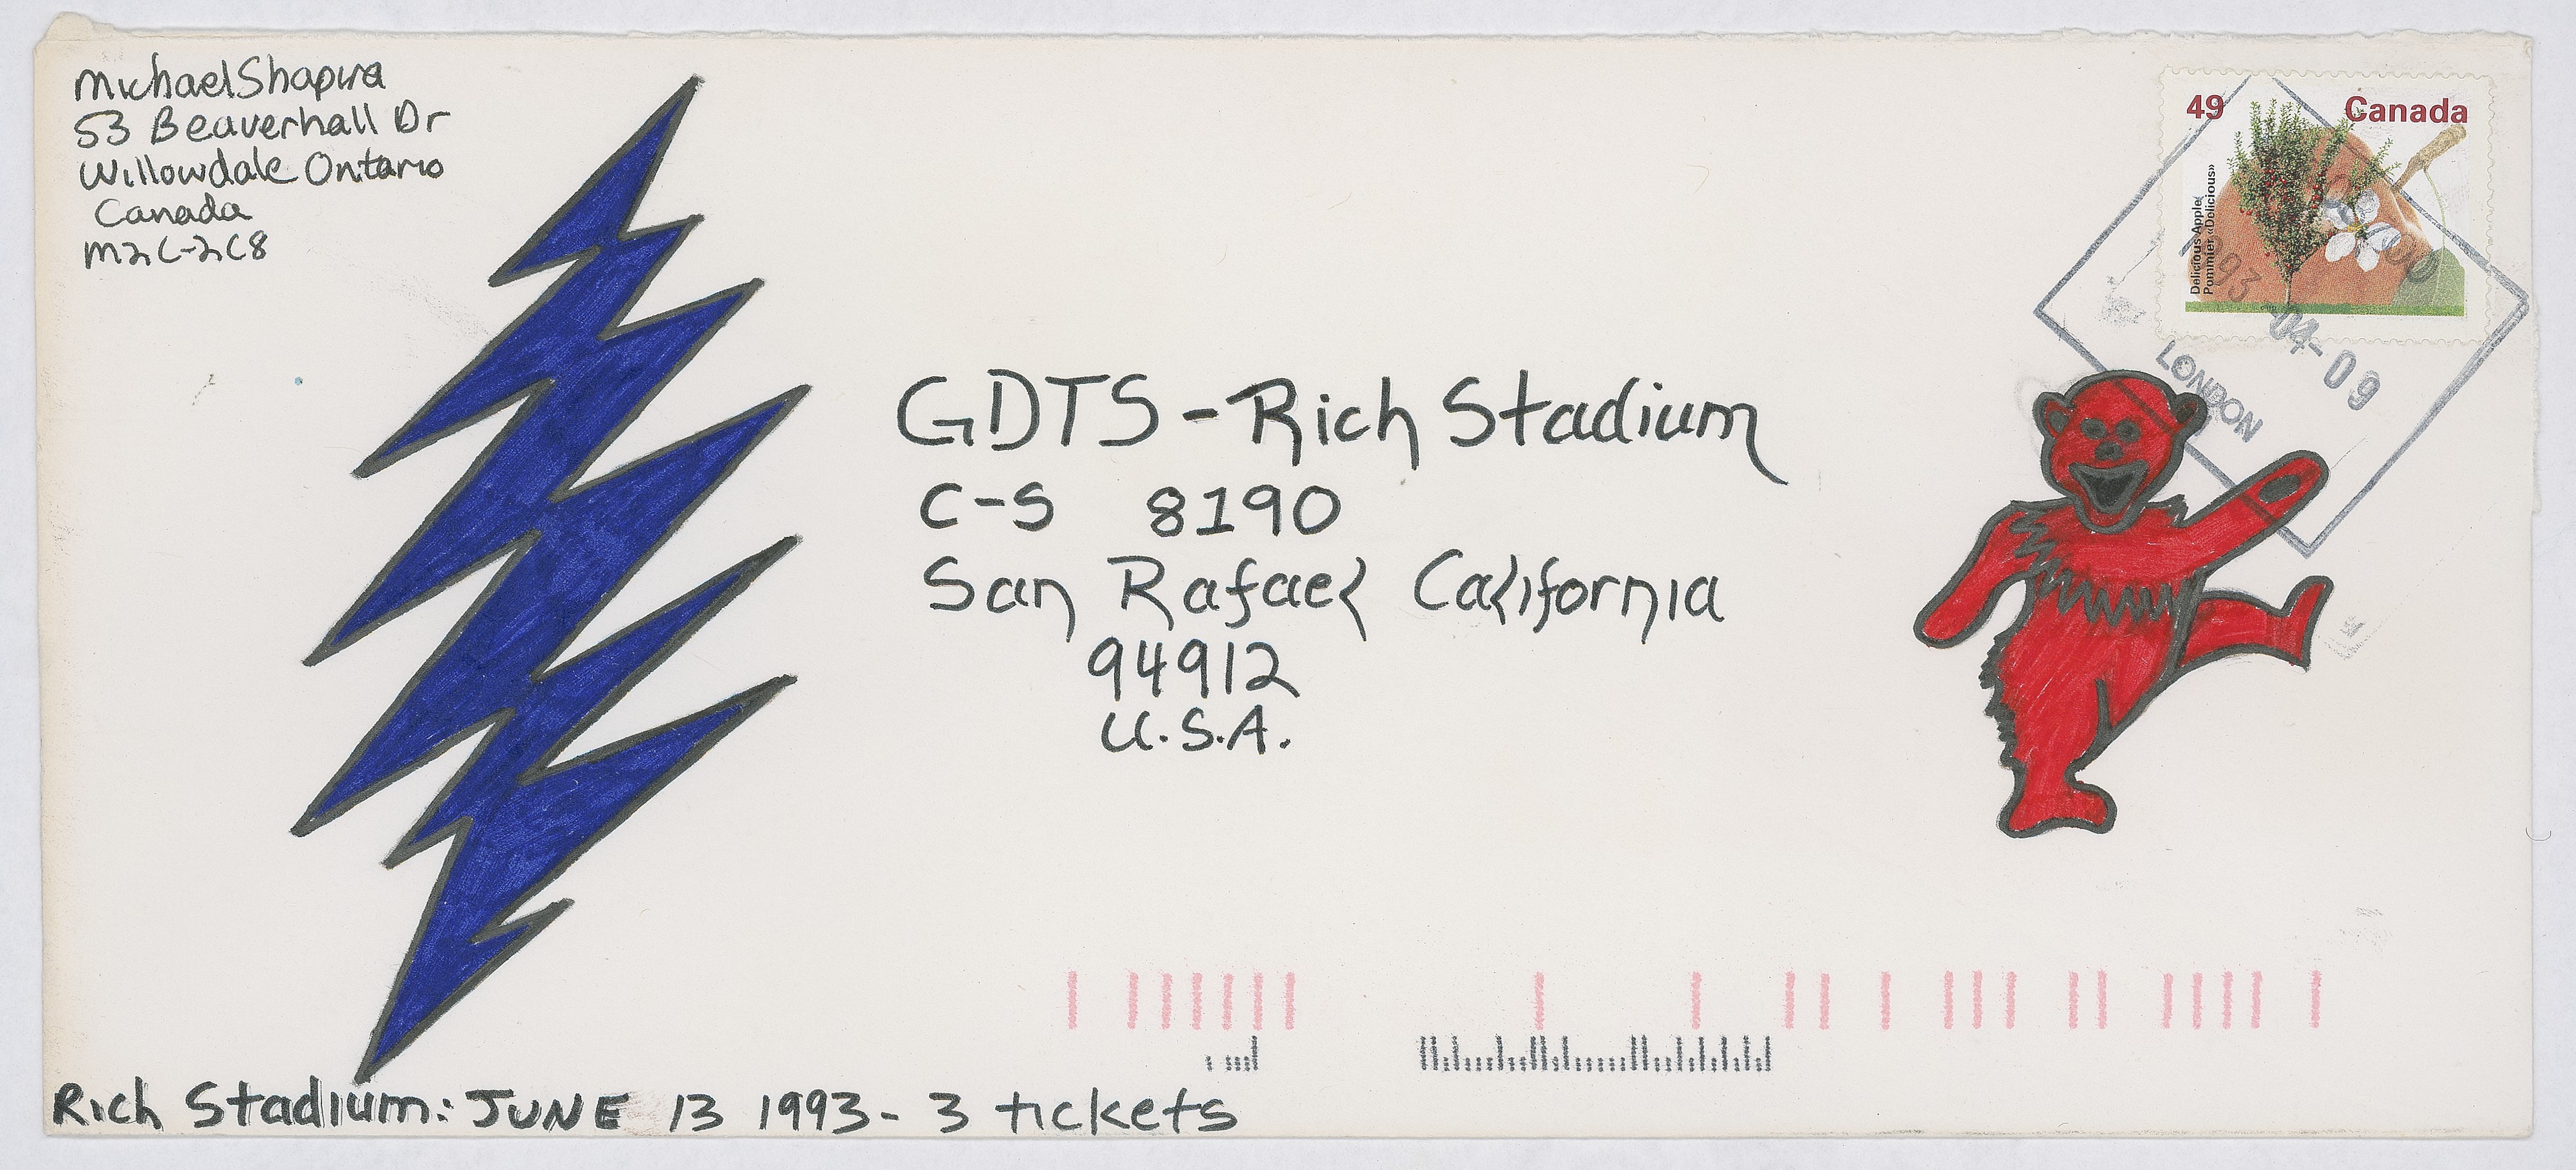 Michael Shapira
53 Beaverhall Dr
Willowdale Ontario
Canada
M2L-2C8
49 Canada
Delicious Apple
Pommier «Delicious»
93 04-09
LONDON
GDTS-Rich Stadium
C-S 8190
San Rafael California
94912
U.S.A.
Rich Stadium: JUNE 13 1993- 3 tickets